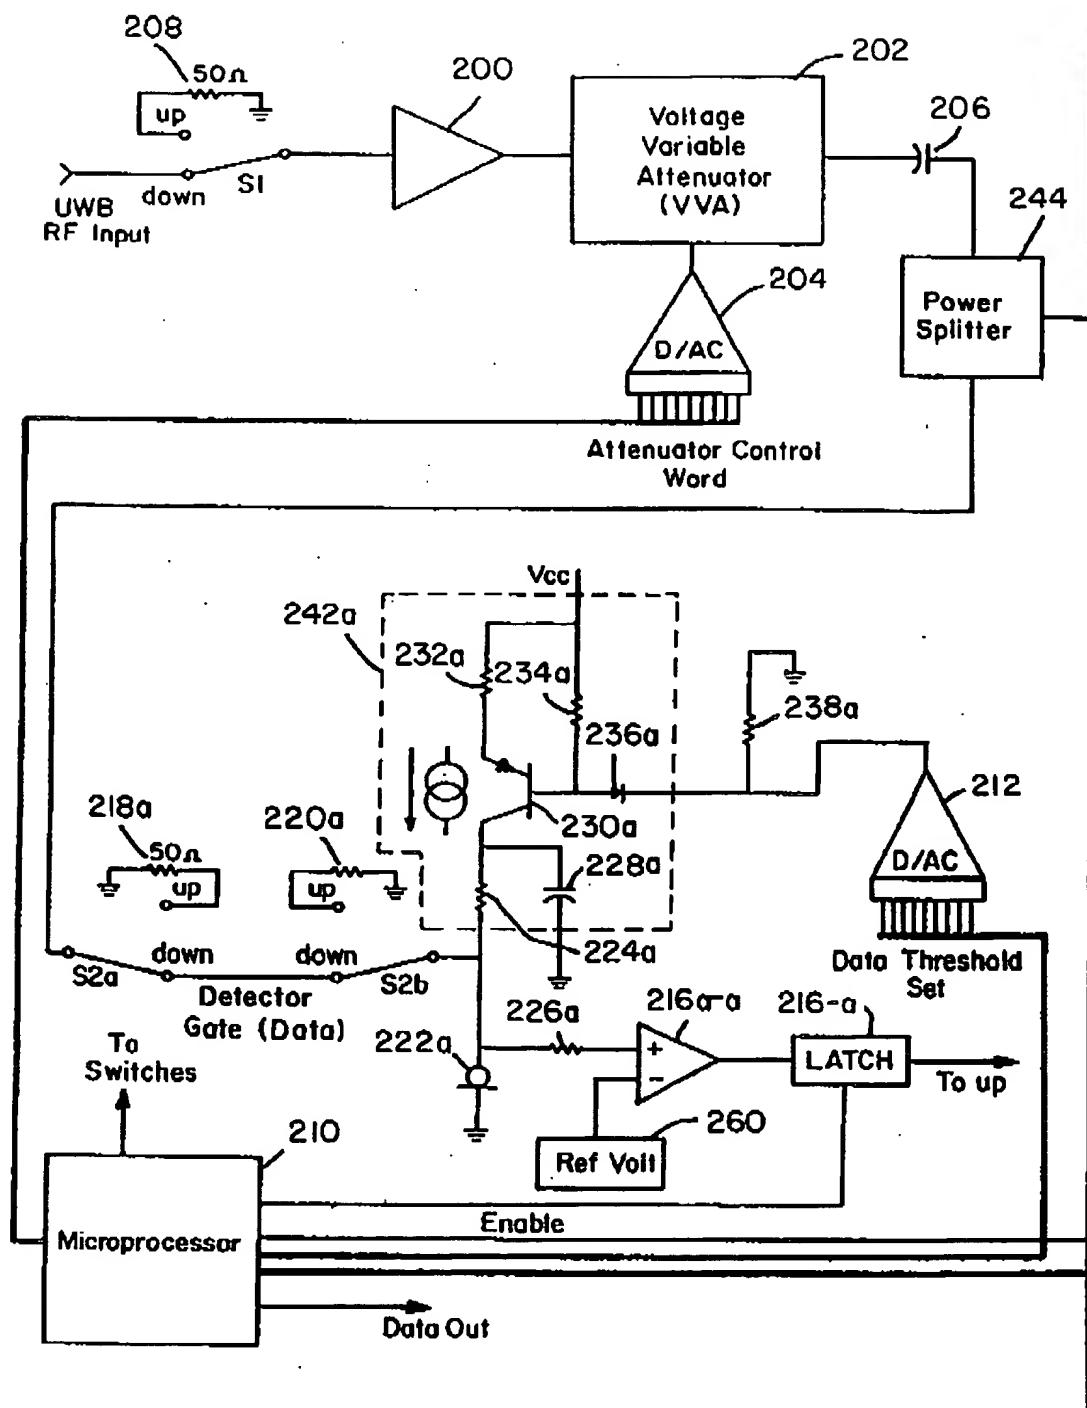 208
50Ω
up
200
202
Voltage
Variable
Attenuator
(VVA)
206
down
S1
UWB
RF Input
244
204
Power
Splitter
D/AC
Attenuator Control
Word
Vcc
242a
232a
234a
236a
238a
212
218a
50Ω
up
220a
up
230a
228a
D/AC
224a
down
down
S2a
S2b
Detector
Gate (Data)
Data Threshold
Set
226a
216a-a
216-a
To
Switches
222a
+
-
LATCH
To up
210
260
Ref Volt
Enable
Microprocessor
Data Out